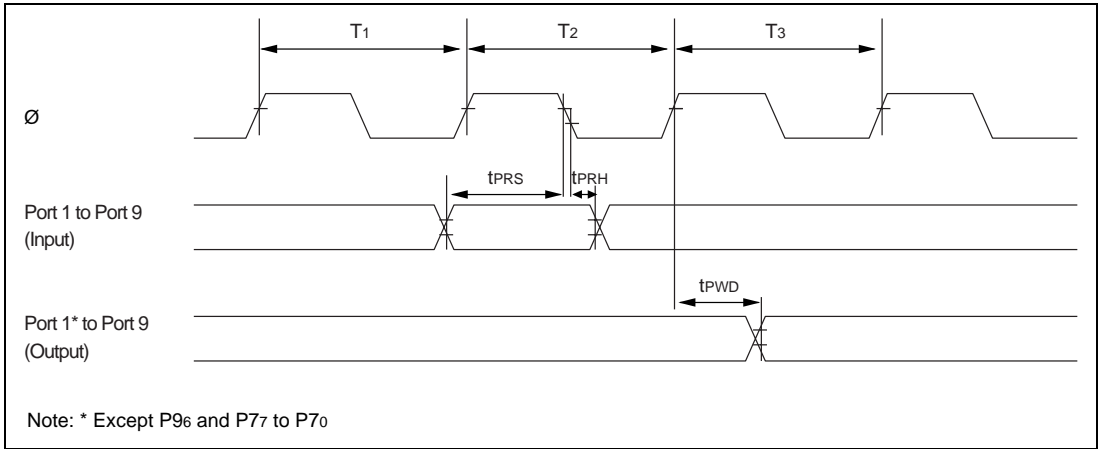 T1 T2 T3
Ø
tPRS tPRH
Port 1 to Port 9
(Input)
tPWD
Port 1* to Port 9
(Output)
Note: * Except P96 and P77 to P70